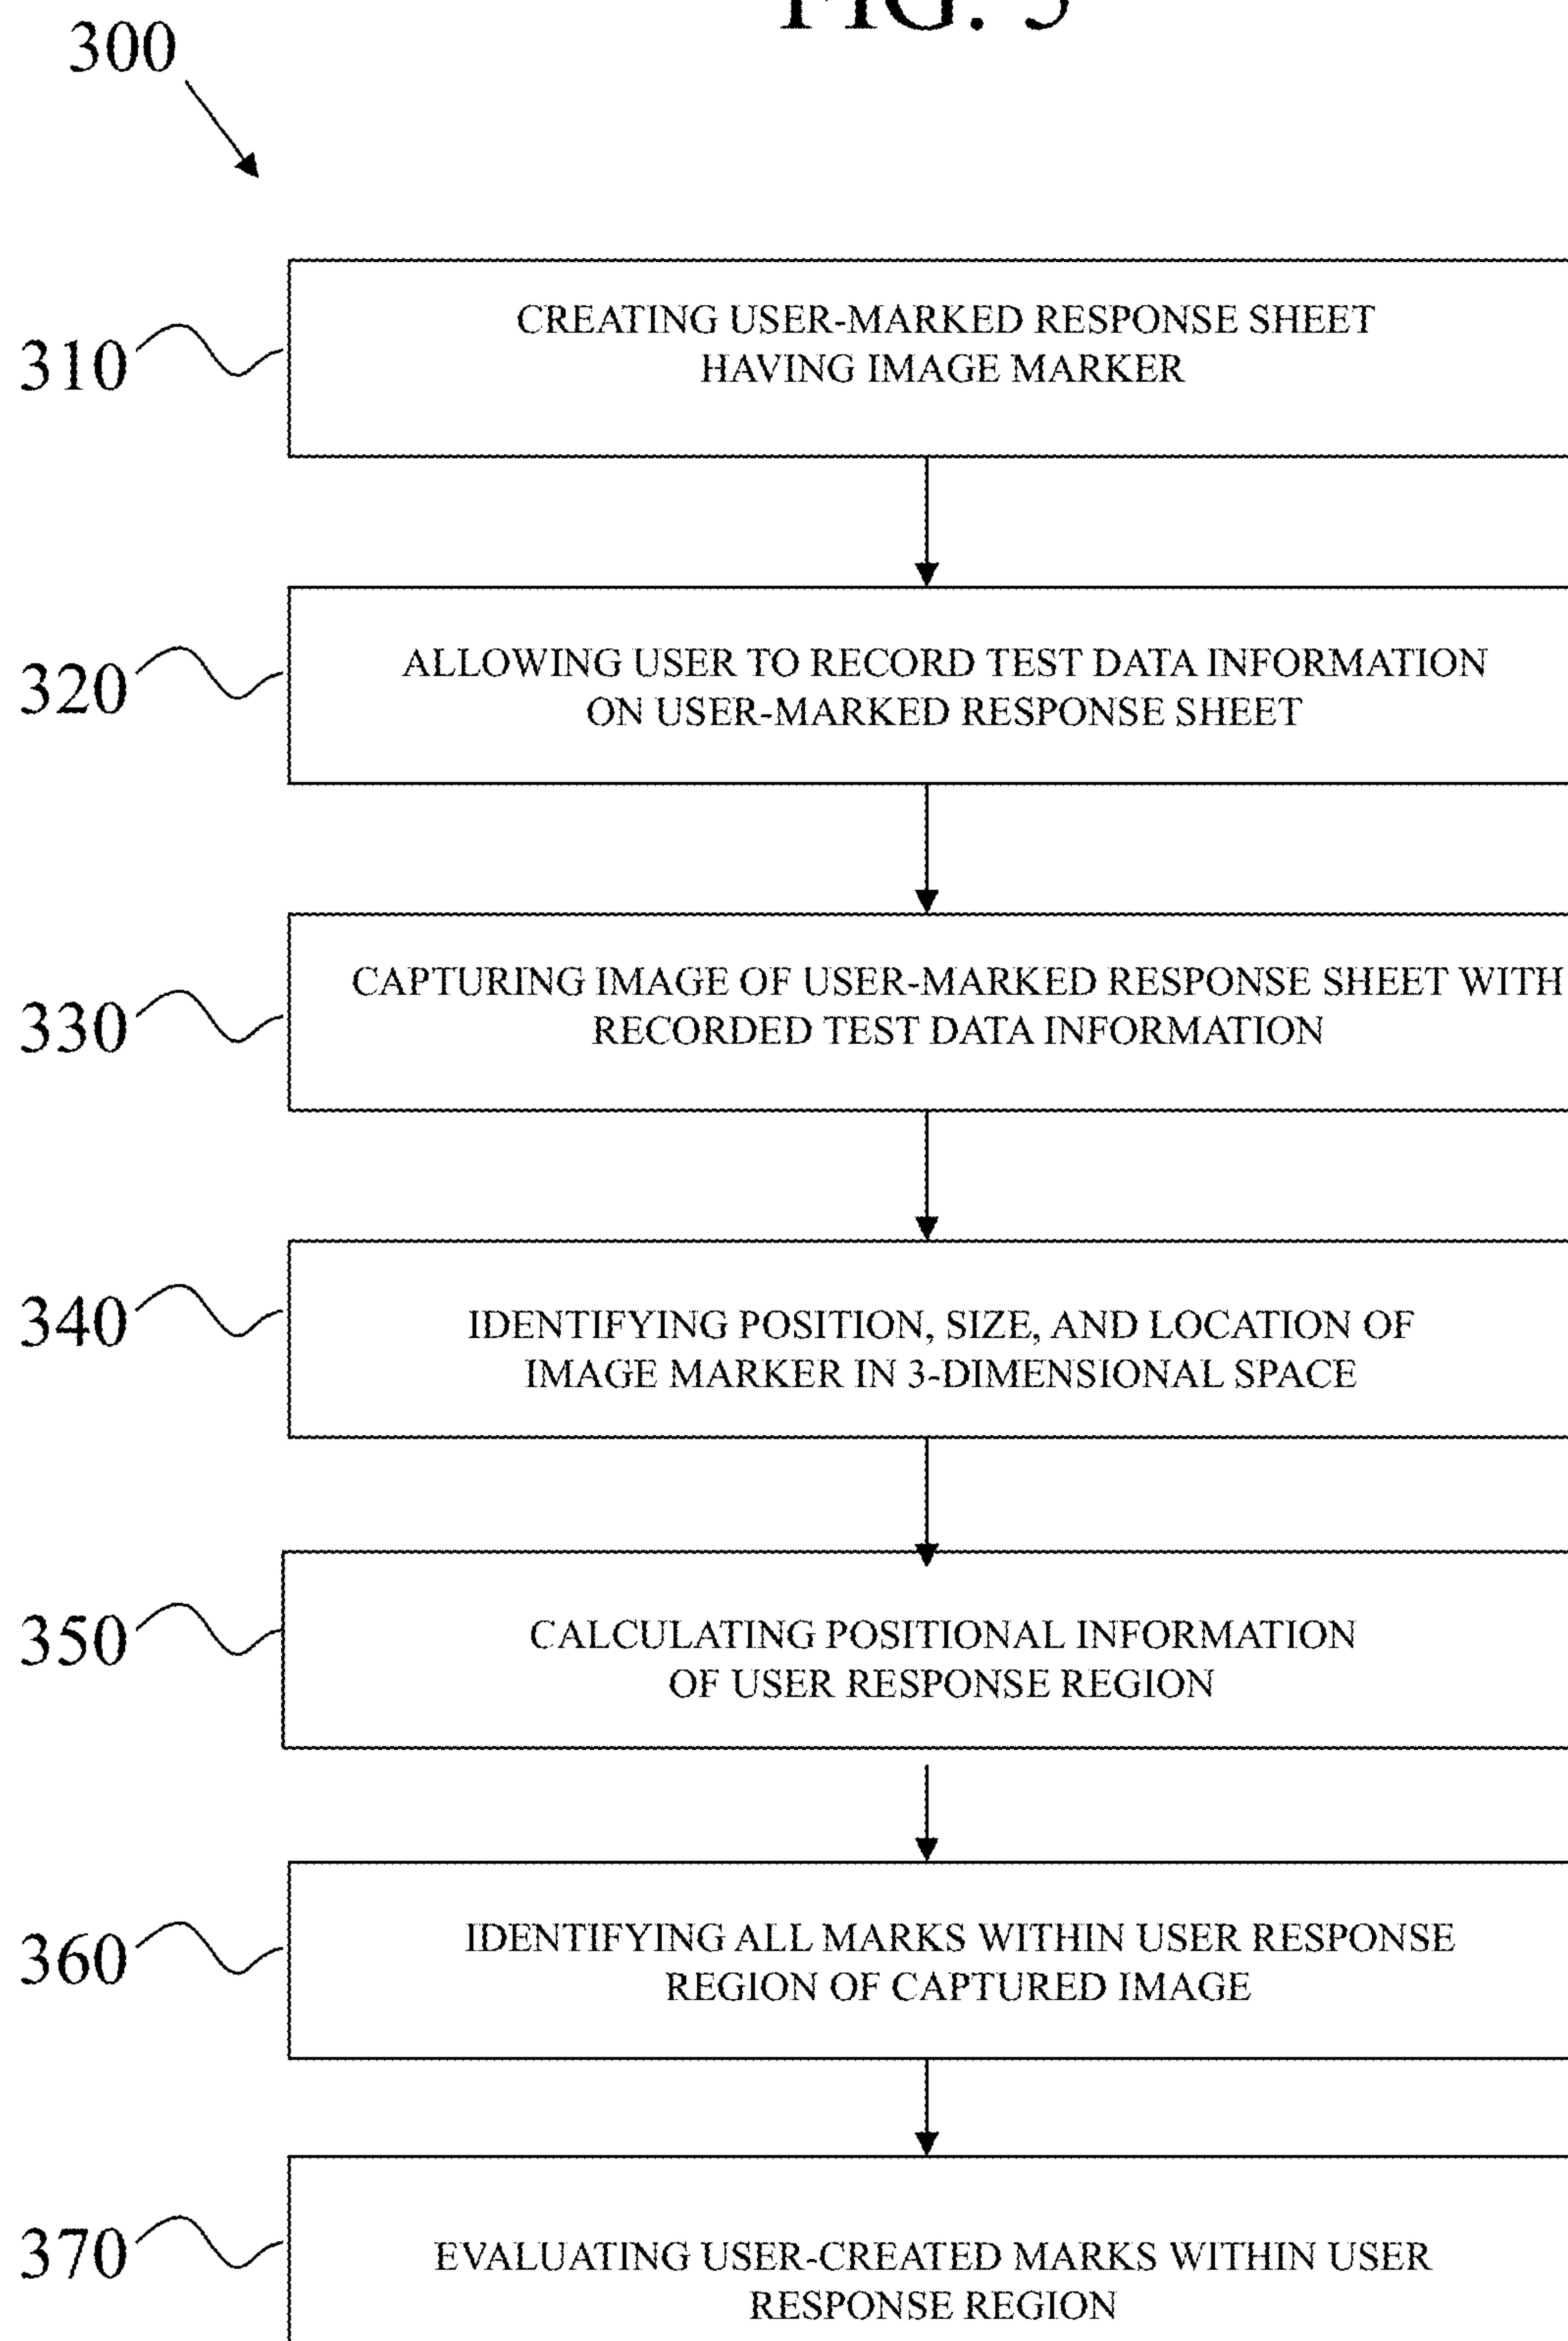 FIG.
300
310
CREATING USER-MARKED RESPONSE SHEET
HAVING IMAGE MARKER
320
ALLOWING USER TO RECORD TEST DATA INFORMATION
ON USER-MARKED RESPONSE SHEET
330
CAPTURING IMAGE OF USER-MARKED RESPONSE SHEET WITH
RECORDED TEST DATA INFORMATION
340
IDENTIFYING POSITION, SIZE, AND LOCATION OF
IMAGE MARKER IN 3-DIMENSIONAL SPACE
350
CALCULATING POSITIONAL INFORMATION
OF USER RESPONSE REGION
360
IDENTIFYING ALL MARKS WITHIN USER RESPONSE
REGION OF CAPTURED IMAGE
370
EVALUATING USER-CREATED MARKS WITHIN USER
RESPONSE REGION